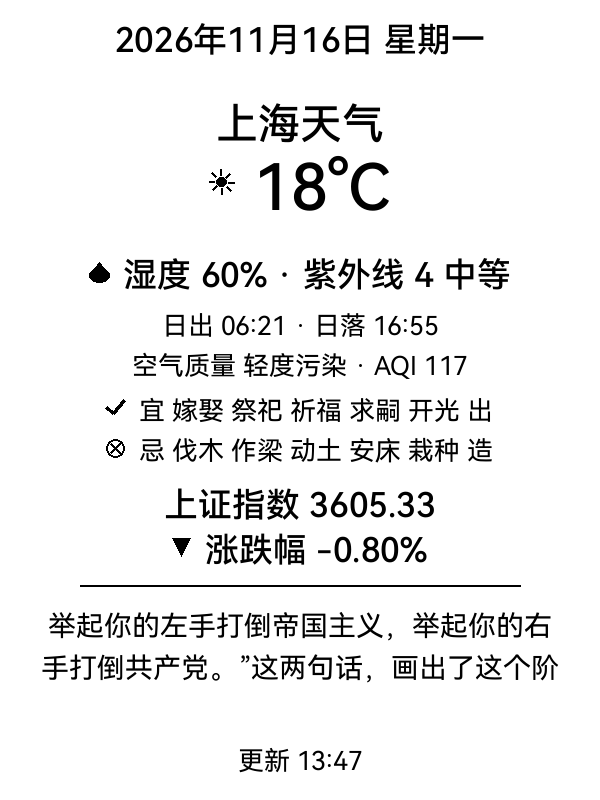 2026年11月16日 星期一
上海天气
18°C
湿度 60% · 紫外线 4 中等
日出 06:21 · 日落 16:55
空气质量 轻度污染 · AQI 117
宜 嫁娶 祭祀 祈福 求嗣 开光 出
忌 伐木 作梁 动土 安床 栽种 造
上证指数 3605.33
▼ 涨跌幅 -0.80%
举起你的左手打倒帝国主义，举起你的右
手打倒共产党。”这两句话，画出了这个阶
更新 13:47